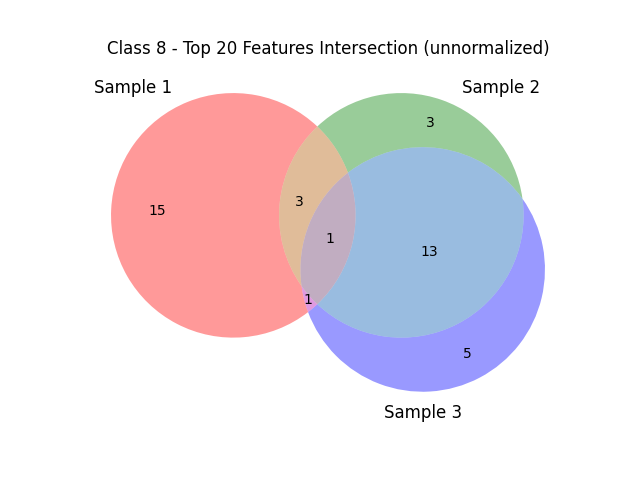 Class 8 - Top 20 Features Intersection (unnormalized)
Sample 1
Sample 2
3
15
3
1
13
1
5
Sample 3